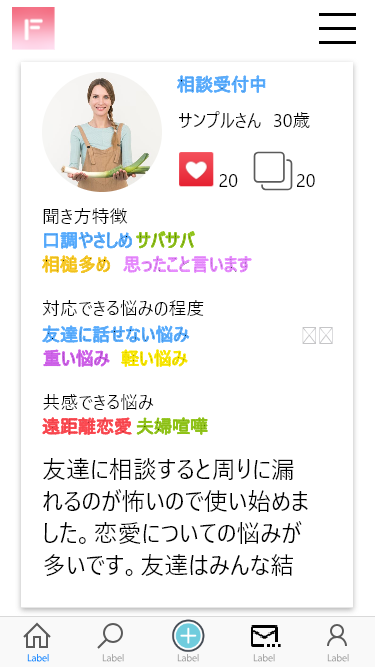 F
相談受付中
サンプルさん 30歳
20 20
聞き方特徴
口調やさしめ サバサバ
相槌多め 思ったこと言います
対応できる悩みの程度
友達に話せない悩み
重い悩み 軽い悩み
共感できる悩み
遠距離恋愛 夫婦喧嘩
友達に相談すると周りに漏
れるのが怖いので使い始めま
した。恋愛についての悩みが
多いです。友達はみんな結
Label Label Label Label Label